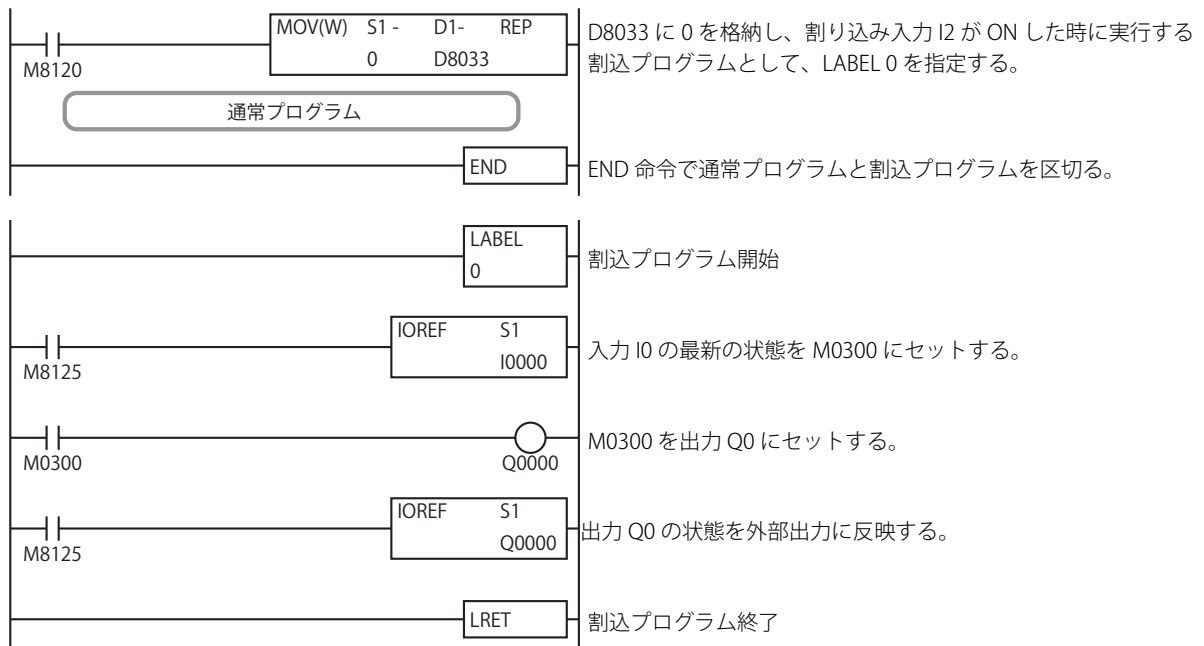 MOV(W) S1 - D1- REP
0 D8033
M8120
D8033 に 0 を格納し、割り込み入力 I2 が ON した時に実行する
割込プログラムとして、LABEL 0 を指定する。
通常プログラム
END
END 命令で通常プログラムと割込プログラムを区切る。
LABEL
0
割込プログラム開始
IOREF S1
I0000
M8125
入力 I0 の最新の状態を M0300 にセットする。
M0300
Q0000
M0300 を出力 Q0 にセットする。
IOREF S1
Q0000
M8125
出力 Q0 の状態を外部出力に反映する。
LRET
割込プログラム終了